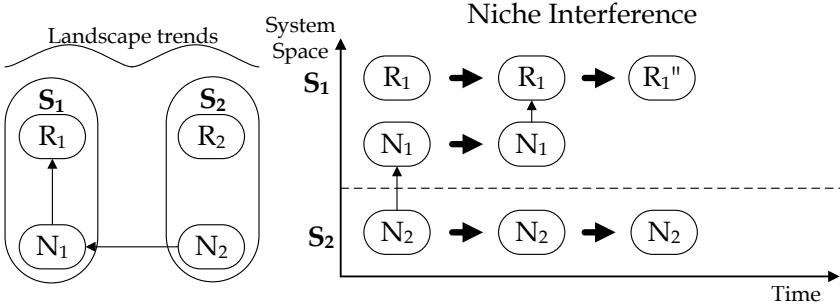 Niche Interference
Landscape trends
System
Space
S₁ S₂
R₁ R₂
N₁ N₂
S₁ R₁ R₁ R₁"
N₁ N₁
S₂ N₂ N₂ N₂
Time